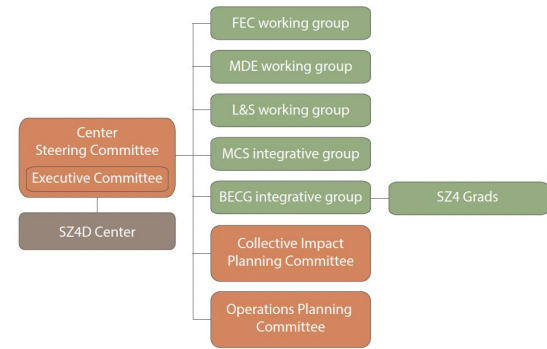 FEC working group
MDE working group
L&S working group
Center
Steering Committee
MCS integrative group
Executive Committee
BECG integrative group
SZ4 Grads
SZ4D Center
Collective Impact
Planning Committee
Operations Planning
Committee